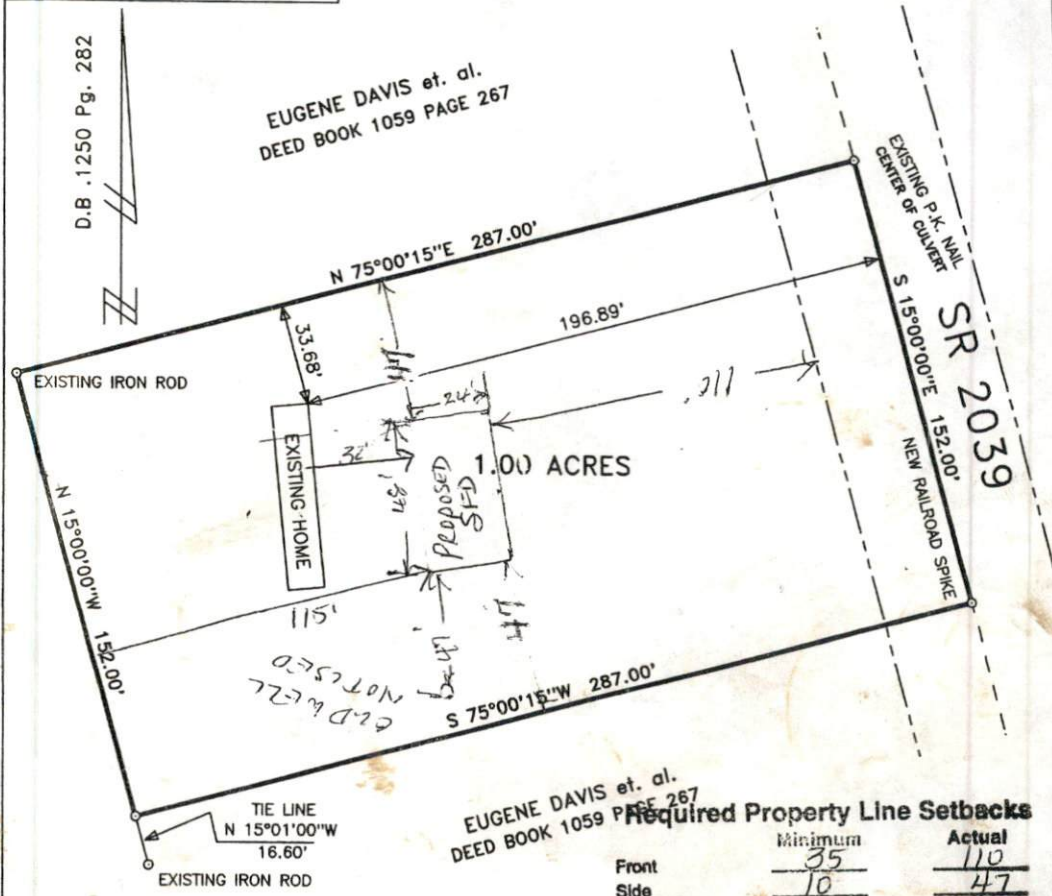 D.B .1250 Pg. 282
EUGENE DAVIS et. al.
DEED BOOK 1059 PAGE 267
EXISTING P.K. NAIL
CENTER OF CULVERT
N 75°00'15"E 287.00'
S 15°00'00"E 152.00'
SR 2039
NEW RAILROAD SPIKE
EXISTING IRON ROD
33.68'
196.89'
110'
24'
EXISTING HOME
32'
48'
PROPOSED
1.00 ACRES
N 15°00'00"W 152.00'
115'
47'
OLD WELL
NOT USED
S 75°00'15"W 287.00'
TIE LINE
N 15°01'00"W
16.60'
EXISTING IRON ROD
EUGENE DAVIS et. al.
DEED BOOK 1059 PAGE 267
Required Property Line Setbacks
Minimum Actual
Front 35 110
Side 10 47